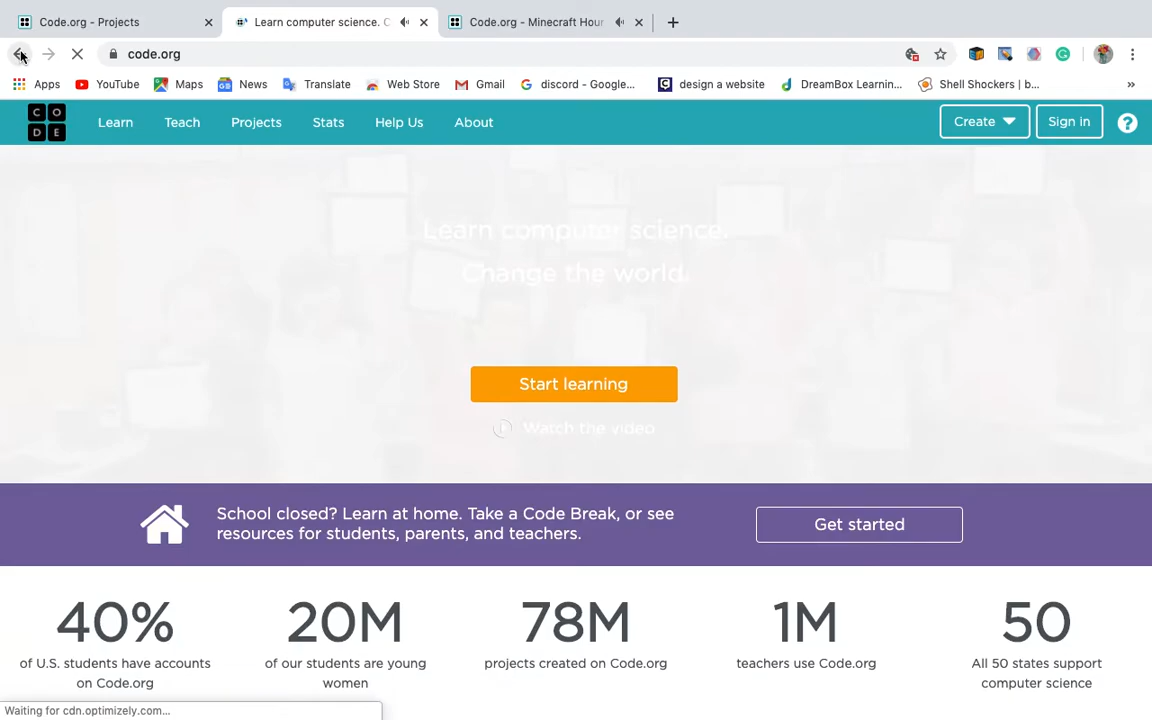 Code.org - Projects
Learn computer science. C
Code.org - Minecraft Hour
code.org
Apps
YouTube
Maps
News
Translate
Web Store
Gmail
discord - Google...
design a website
DreamBox Learnin...
Shell Shockers | b...
»
CODE
Learn
Teach
Projects
Stats
Help Us
About
Create
Sign in
?
Learn computer science.
Change the world.
Start learning
Watch the video
School closed? Learn at home. Take a Code Break, or see
resources for students, parents, and teachers.
Get started
40%
of U.S. students have accounts
on Code.org
20M
of our students are young
women
78M
projects created on Code.org
1M
teachers use Code.org
50
All 50 states support
computer science
Waiting for cdn.optimizely.com...